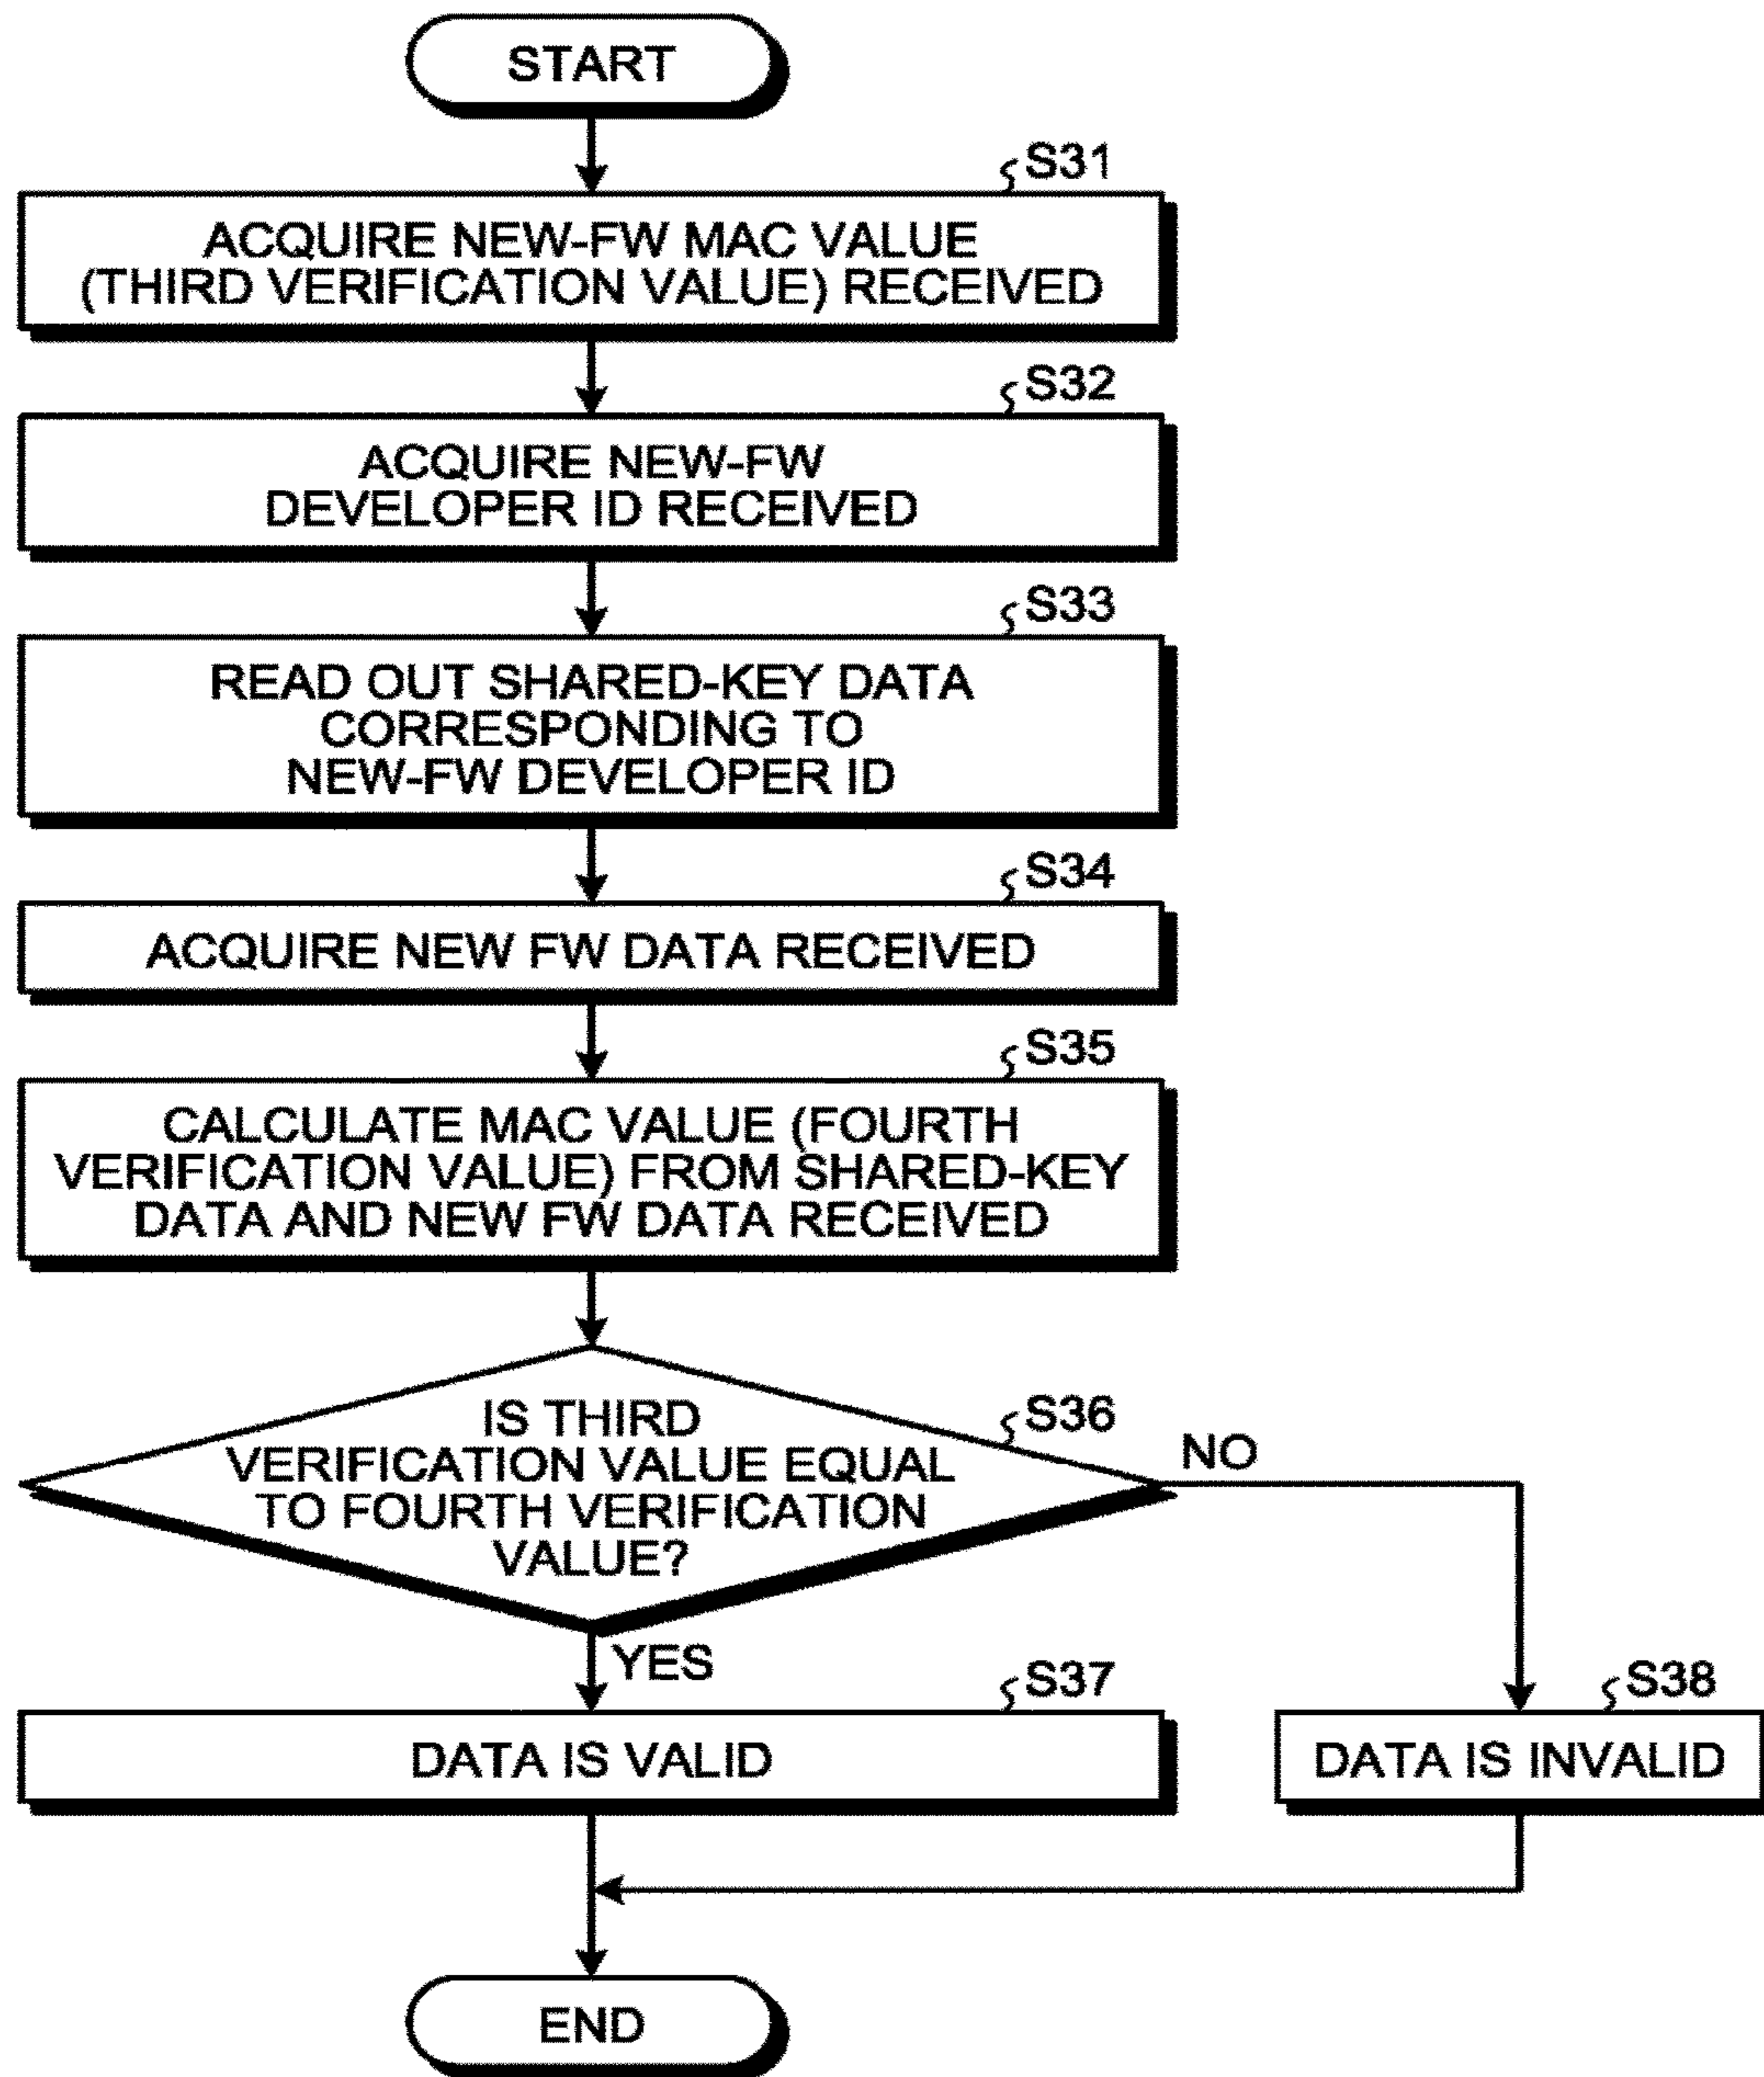 START
S31
ACQUIRE NEW-FW MAC VALUE
(THIRD VERIFICATION VALUE) RECEIVED
S32
ACQUIRE NEW-FW
DEVELOPER ID RECEIVED
S33
READ OUT SHARED-KEY DATA
CORRESPONDING TO
NEW-FW DEVELOPER ID
S34
ACQUIRE NEW FW DATA RECEIVED
S35
CALCULATE MAC VALUE (FOURTH
VERIFICATION VALUE) FROM SHARED-KEY
DATA AND NEW FW DATA RECEIVED
S36
IS THIRD
VERIFICATION VALUE EQUAL
TO FOURTH VERIFICATION
VALUE?
NO
YES
S37
DATA IS VALID
S38
DATA IS INVALID
END